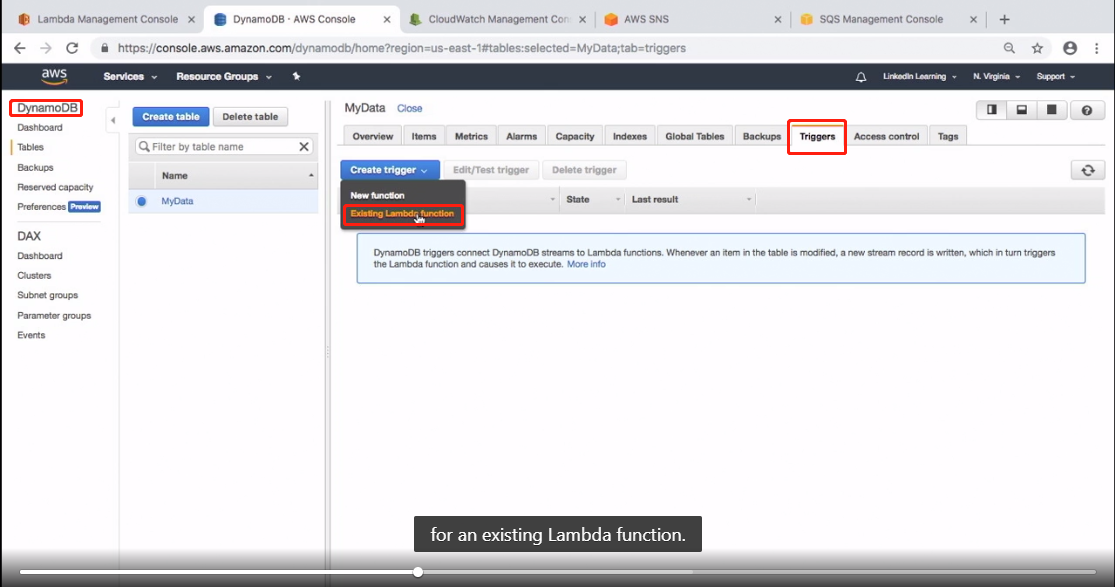 Lambda Management Console
DynamoDB · AWS Console
CloudWatch Management Con
AWS SNS
SQS Management Console
https://console.aws.amazon.com/dynamodb/home?region=us-east-1#tables:selected=MyData;tab=triggers
aws
Services
Resource Groups
LinkedIn Learning
N. Virginia
Support
DynamoDB
Dashboard
Tables
Backups
Reserved capacity
Preferences Preview
DAX
Dashboard
Clusters
Subnet groups
Parameter groups
Events
Create table
Delete table
Filter by table name
Name
MyData
MyData Close
Overview
Items
Metrics
Alarms
Capacity
Indexes
Global Tables
Backups
Triggers
Access control
Tags
Create trigger
Edit/Test trigger
Delete trigger
New function
Existing Lambda function
State
Last result
DynamoDB triggers connect DynamoDB streams to Lambda functions. Whenever an item in the table is modified, a new stream record is written, which in turn triggers
the Lambda function and causes it to execute. More info
for an existing Lambda function.